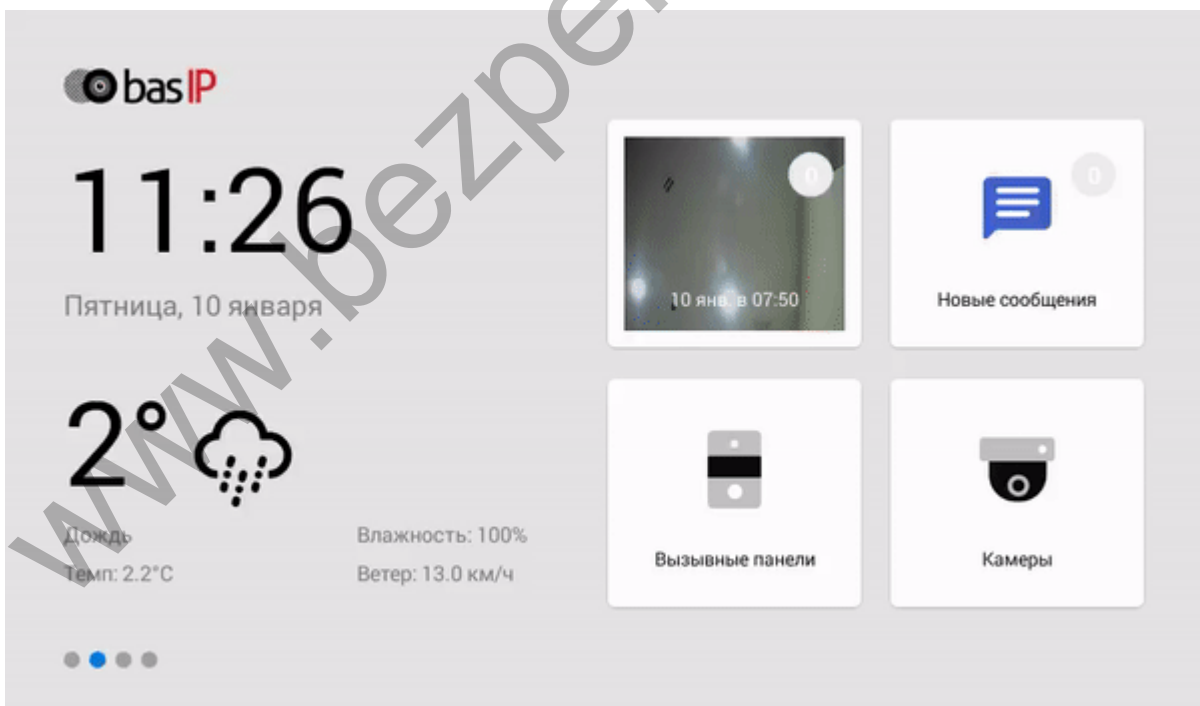 bas IP
11:26
Пятница, 10 января
2°
Дождь
Влажность: 100%
Темп: 2.2°C
Ветер: 13.0 км/ч
0
10 янв. в 07:50
0
Новые сообщения
Вызывные панели
Камеры
www.bezpe